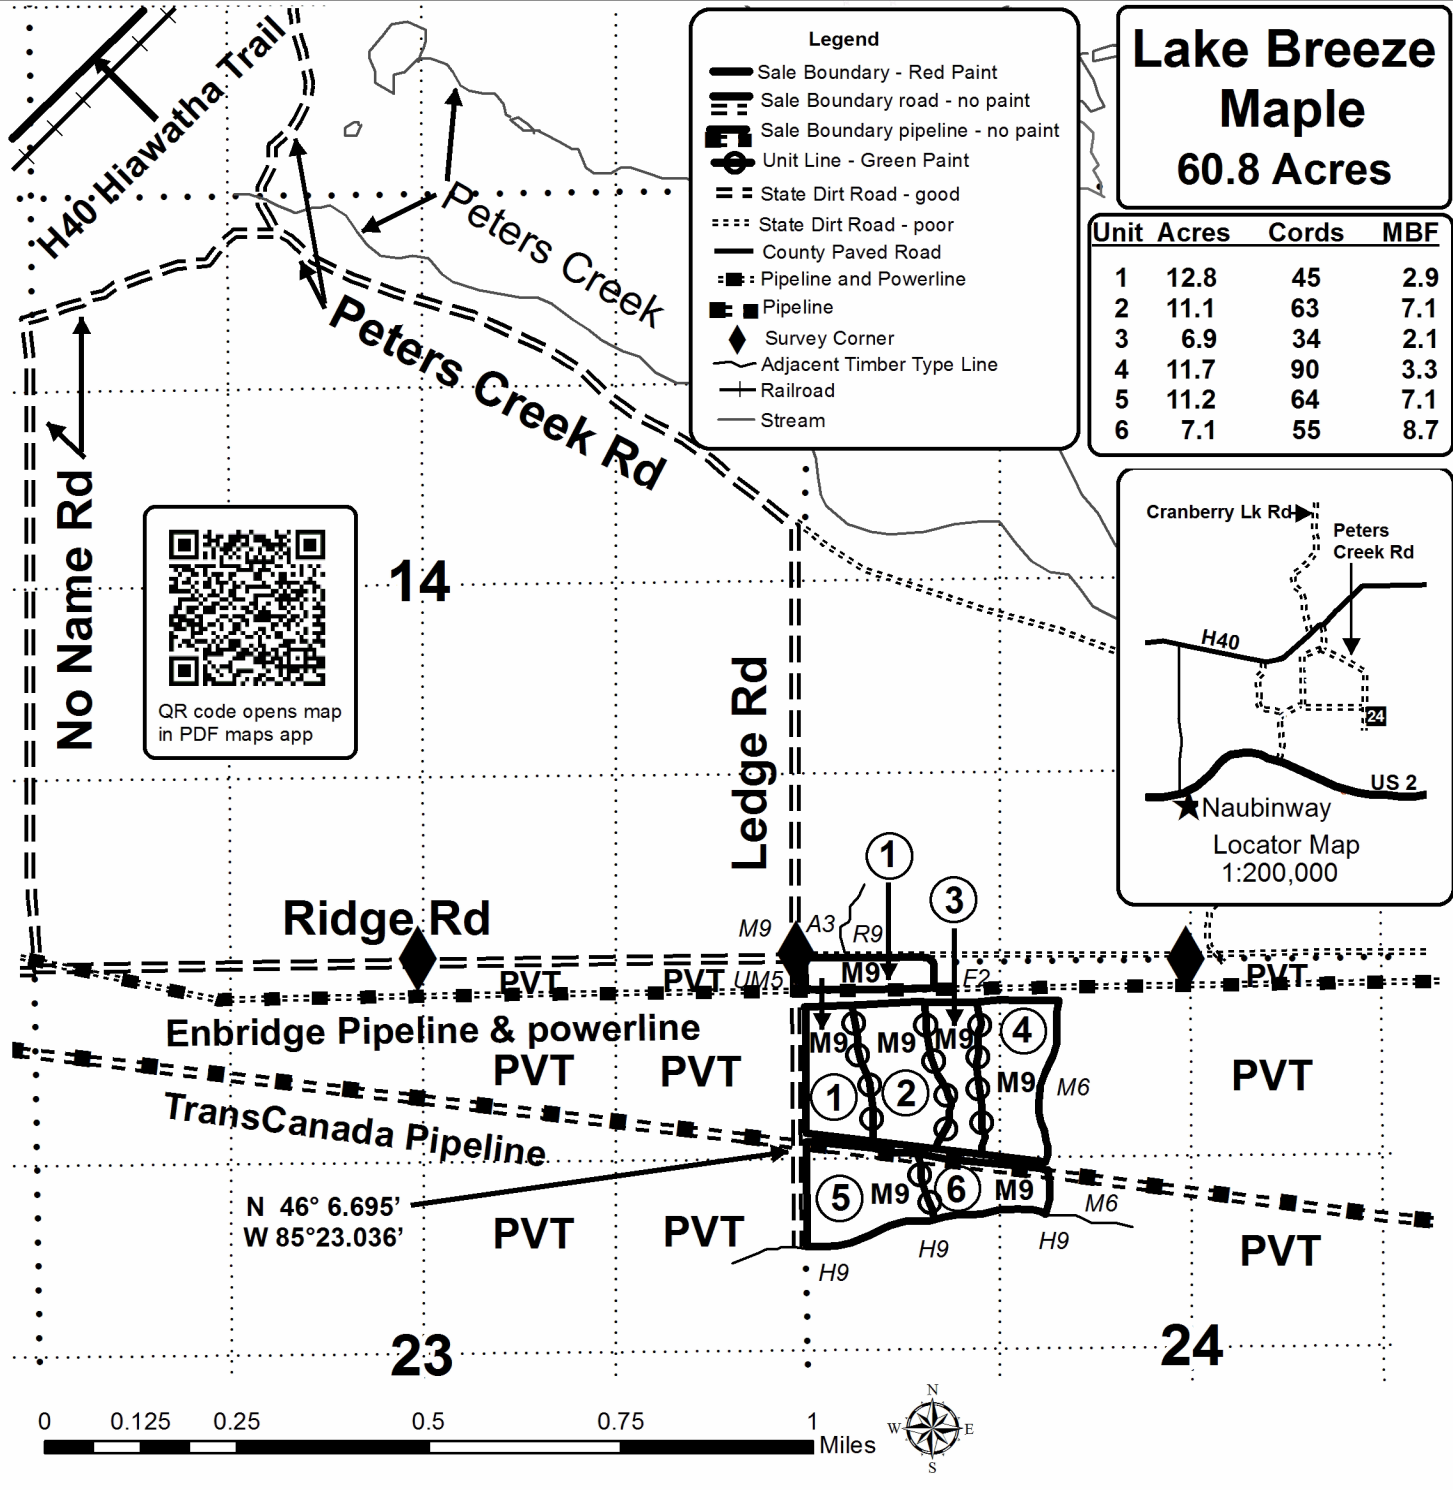 H40 Hiawatha Trail
Legend
Sale Boundary - Red Paint
Sale Boundary road - no paint
Sale Boundary pipeline - no paint
Unit Line - Green Paint
State Dirt Road - good
State Dirt Road - poor
County Paved Road
Pipeline and Powerline
Pipeline
Survey Corner
Adjacent Timber Type Line
Railroad
Stream
Lake Breeze
Maple
60.8 Acres
Unit Acres Cords MBF
1 12.8 45 2.9
2 11.1 63 7.1
3 6.9 34 2.1
4 11.7 90 3.3
5 11.2 64 7.1
6 7.1 55 8.7
Peters Creek
Peters Creek Rd
No Name Rd
QR code opens map
in PDF maps app
14
Ledge Rd
Cranberry Lk Rd
Peters
Creek Rd
H40
24
US 2
Naubinway
Locator Map
1:200,000
1
3
Ridge Rd
M9
A3
R9
PVT
PVT
UM5
M9
F2
PVT
Enbridge Pipeline & powerline
M9
M9
M9
4
PVT
PVT
1
2
M9
M6
PVT
TransCanada Pipeline
N 46° 6.695’
W 85°23.036’
5
M9
6
M9
M6
PVT
PVT
H9
H9
H9
PVT
23
24
0 0.125 0.25 0.5 0.75 1
Miles
N
W
E
S